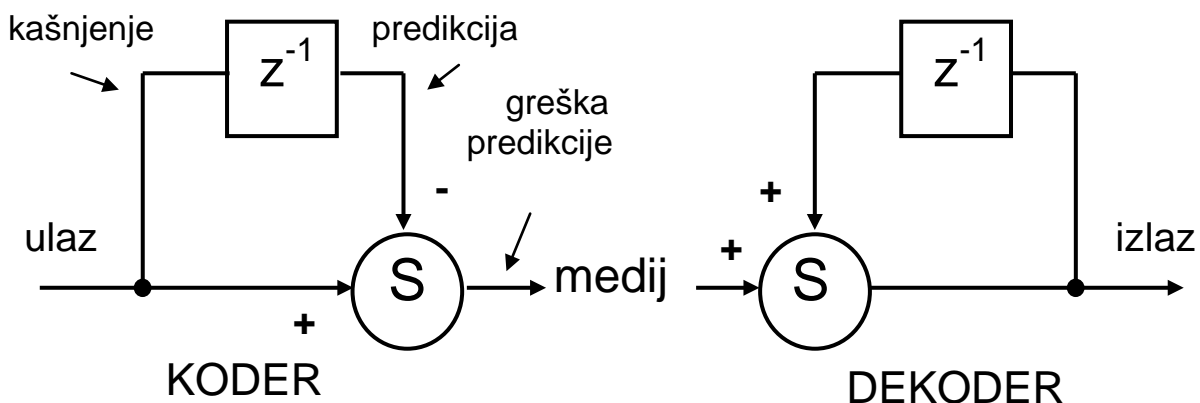 kašnjenje
z-1
predikcija
greška
predikcije
-
ulaz
+
S
medij
KODER
z-1
+
+
S
izlaz
DEKODER